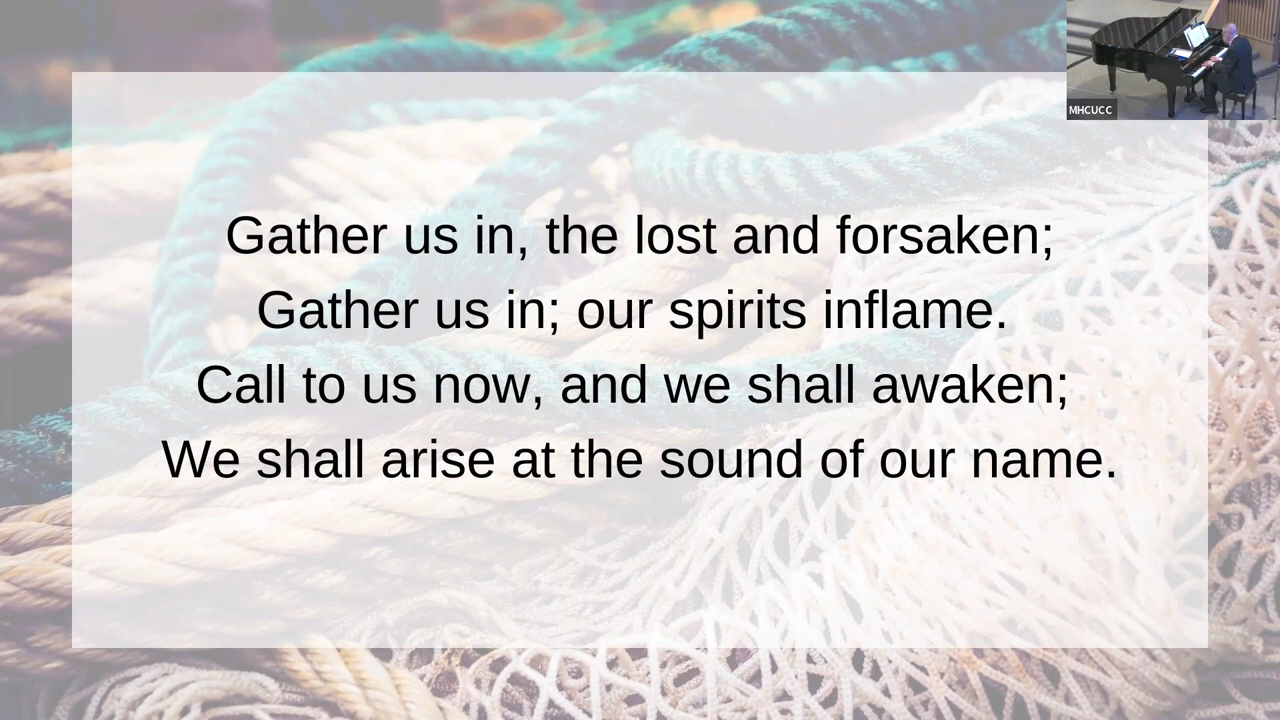 MHCUCC
Gather us in, the lost and forsaken;
Gather us in; our spirits inflame.
Call to us now, and we shall awaken;
We shall arise at the sound of our name.